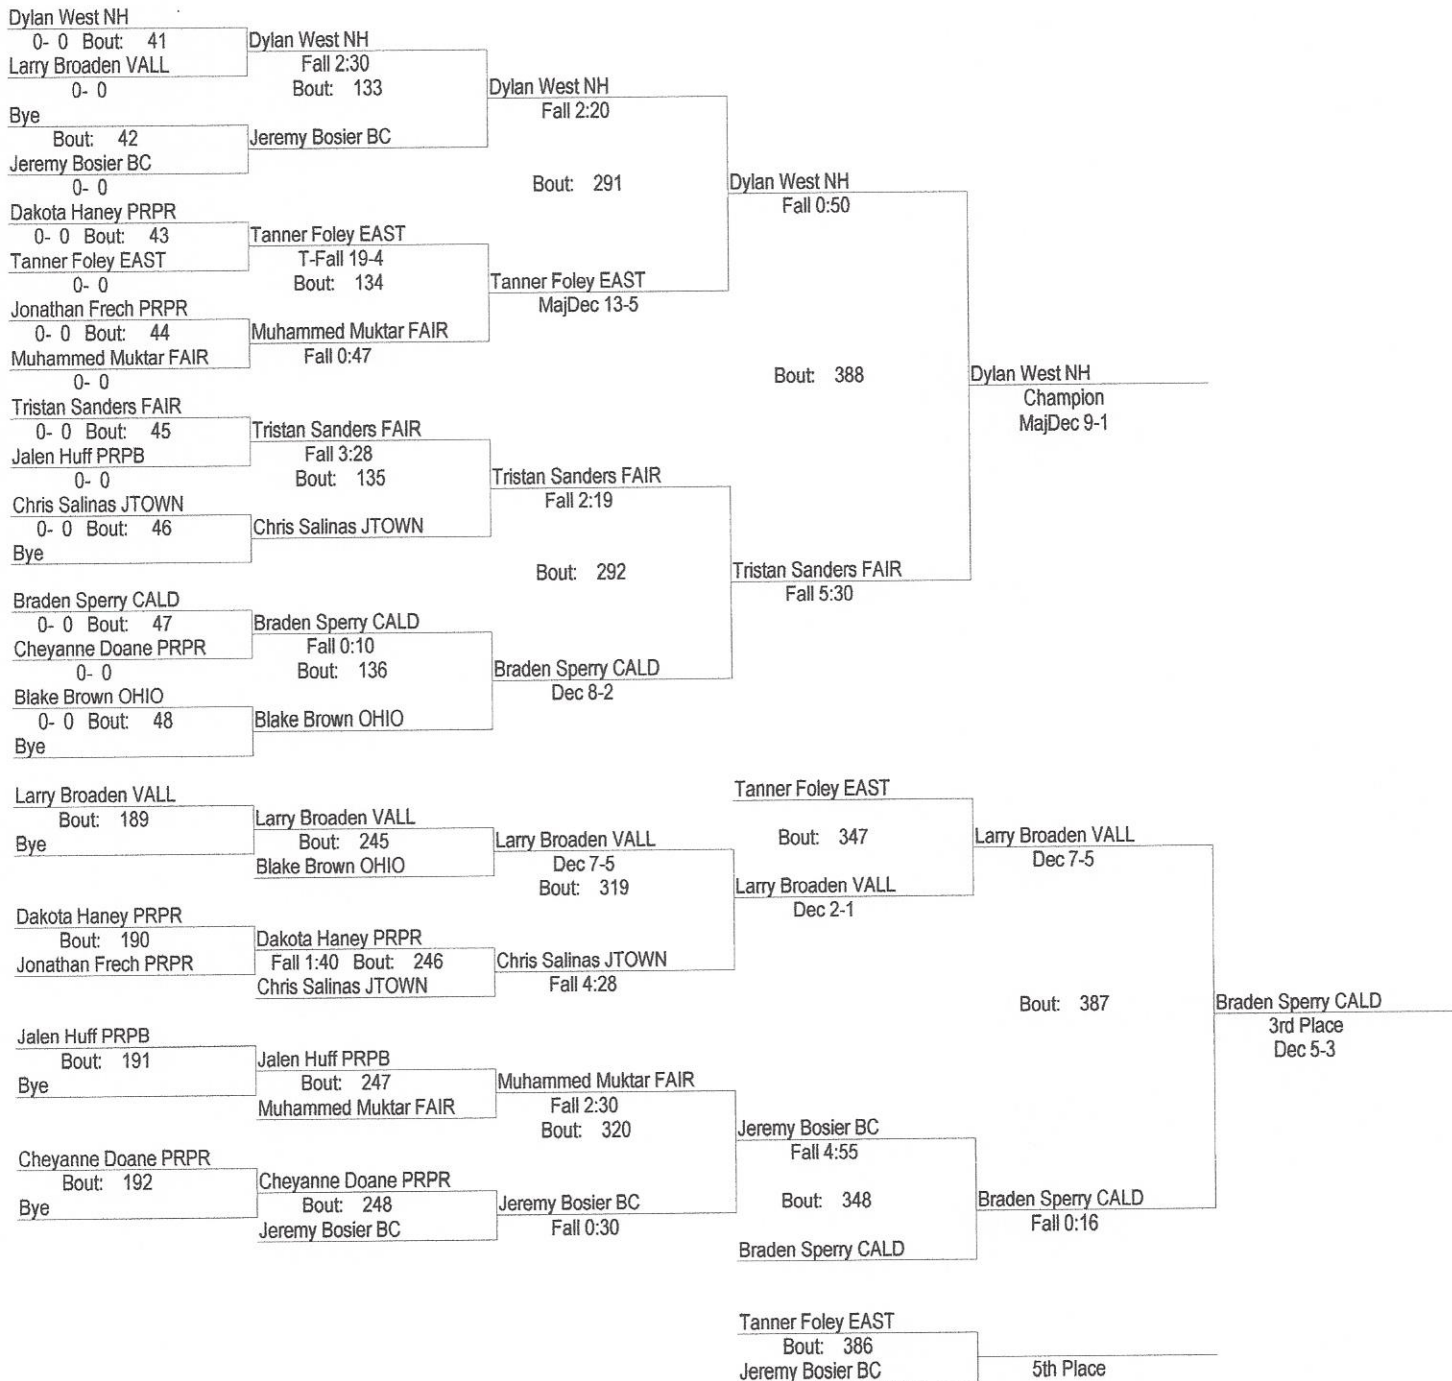 Dylan West NH
0- 0 Bout: 41
Larry Broaden VALL
0- 0
Bye
Bout: 42
Jeremy Bosier BC
0- 0
Dakota Haney PRPR
0- 0 Bout: 43
Tanner Foley EAST
0- 0
Jonathan Frech PRPR
0- 0 Bout: 44
Muhammed Muktar FAIR
0- 0
Tristan Sanders FAIR
0- 0 Bout: 45
Jalen Huff PRPB
0- 0
Chris Salinas JTOWN
0- 0 Bout: 46
Bye
Braden Sperry CALD
0- 0 Bout: 47
Cheyanne Doane PRPR
0- 0
Blake Brown OHIO
0- 0 Bout: 48
Bye
Dylan West NH
Fall 2:30
Bout: 133
Jeremy Bosier BC
Tanner Foley EAST
T-Fall 19-4
Bout: 134
Muhammed Muktar FAIR
Fall 0:47
Tristan Sanders FAIR
Fall 3:28
Bout: 135
Chris Salinas JTOWN
Braden Sperry CALD
Fall 0:10
Bout: 136
Blake Brown OHIO
Dylan West NH
Fall 2:20
Bout: 291
Tanner Foley EAST
MajDec 13-5
Tristan Sanders FAIR
Fall 2:19
Bout: 292
Braden Sperry CALD
Dec 8-2
Dylan West NH
Fall 0:50
Bout: 388
Tristan Sanders FAIR
Fall 5:30
Dylan West NH
Champion
MajDec 9-1
Larry Broaden VALL
Bout: 189
Bye
Dakota Haney PRPR
Bout: 190
Jonathan Frech PRPR
Jalen Huff PRPB
Bout: 191
Bye
Cheyanne Doane PRPR
Bout: 192
Bye
Larry Broaden VALL
Bout: 245
Blake Brown OHIO
Dakota Haney PRPR
Fall 1:40 Bout: 246
Chris Salinas JTOWN
Jalen Huff PRPB
Bout: 247
Muhammed Muktar FAIR
Cheyanne Doane PRPR
Bout: 248
Jeremy Bosier BC
Larry Broaden VALL
Dec 7-5
Bout: 319
Chris Salinas JTOWN
Fall 4:28
Muhammed Muktar FAIR
Fall 2:30
Bout: 320
Jeremy Bosier BC
Fall 0:30
Tanner Foley EAST
Bout: 347
Larry Broaden VALL
Dec 2-1
Jeremy Bosier BC
Fall 4:55
Bout: 348
Braden Sperry CALD
Larry Broaden VALL
Dec 7-5
Bout: 387
Braden Sperry CALD
Fall 0:16
Braden Sperry CALD
3rd Place
Dec 5-3
Tanner Foley EAST
Bout: 386
Jeremy Bosier BC
5th Place